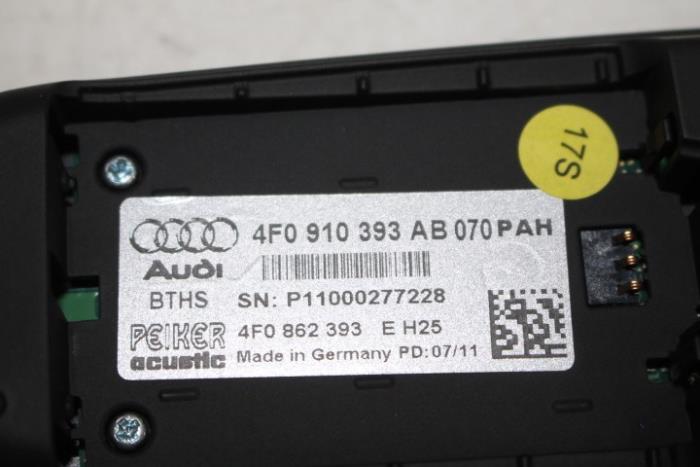 17S
4F0 910 393 AB 070 PAH
Audi
BTHS SN: P11000277228
PEIKER acustic
4F0 862 393 E H25
Made in Germany PD: 07/11